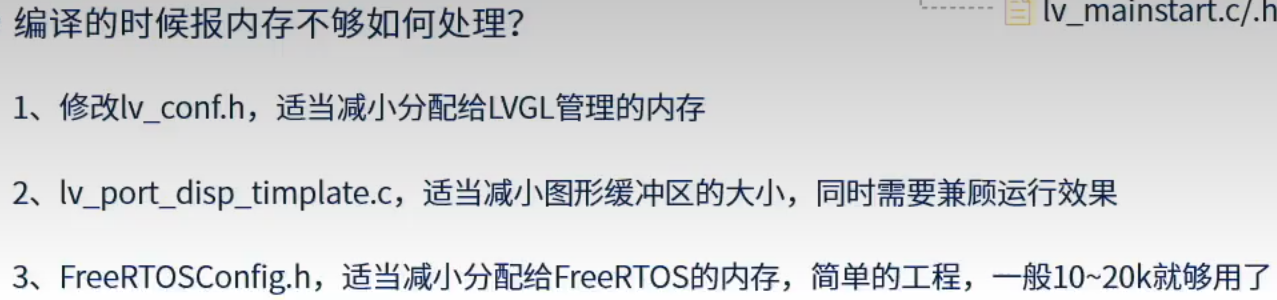 lv_mainstart.c/.h
编译的时候报内存不够如何处理？
1、修改lv_conf.h，适当减小分配给LVGL管理的内存
2、lv_port_disp_timplate.c，适当减小图形缓冲区的大小，同时需要兼顾运行效果
3、FreeRTOSConfig.h，适当减小分配给FreeRTOS的内存，简单的工程，一般10~20k就够用了